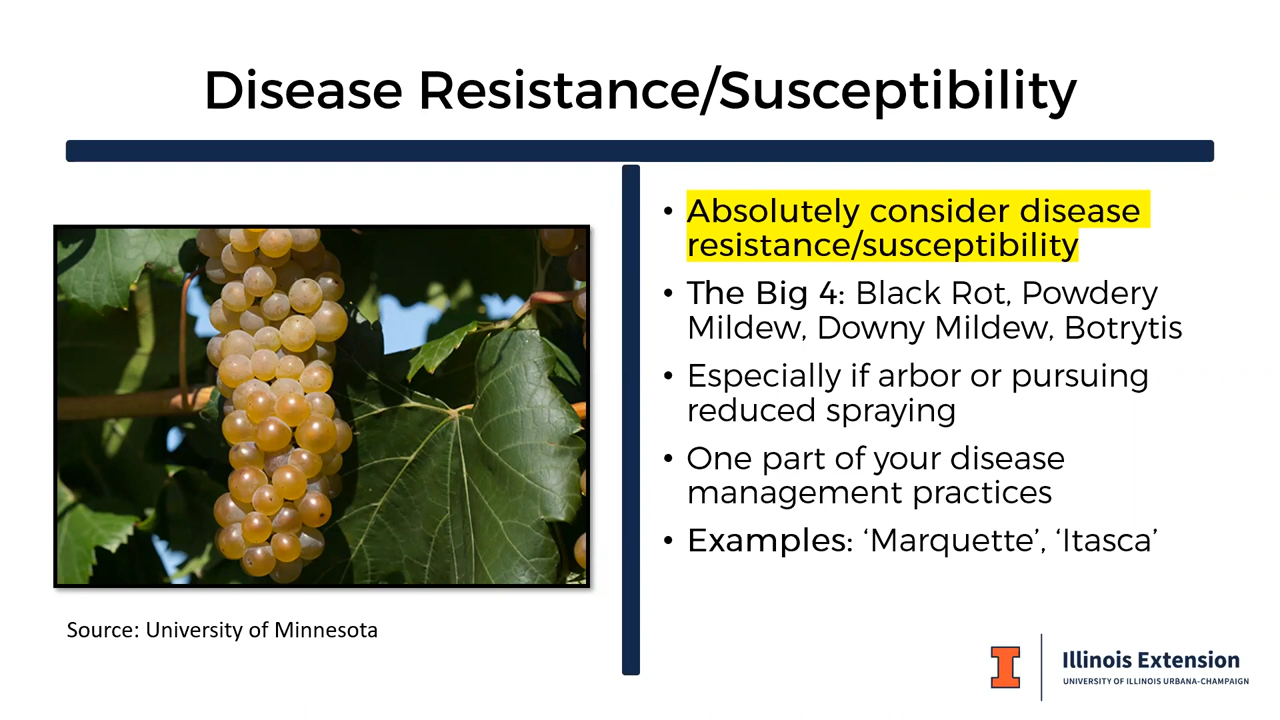 Disease Resistance/Susceptibility
• Absolutely consider disease
resistance/susceptibility
• The Big 4: Black Rot, Powdery
Mildew, Downy Mildew, Botrytis
• Especially if arbor or pursuing
reduced spraying
• One part of your disease
management practices
• Examples: ‘Marquette’, ‘Itasca’
Source: University of Minnesota
I
Illinois Extension
UNIVERSITY OF ILLINOIS URBANA-CHAMPAIGN